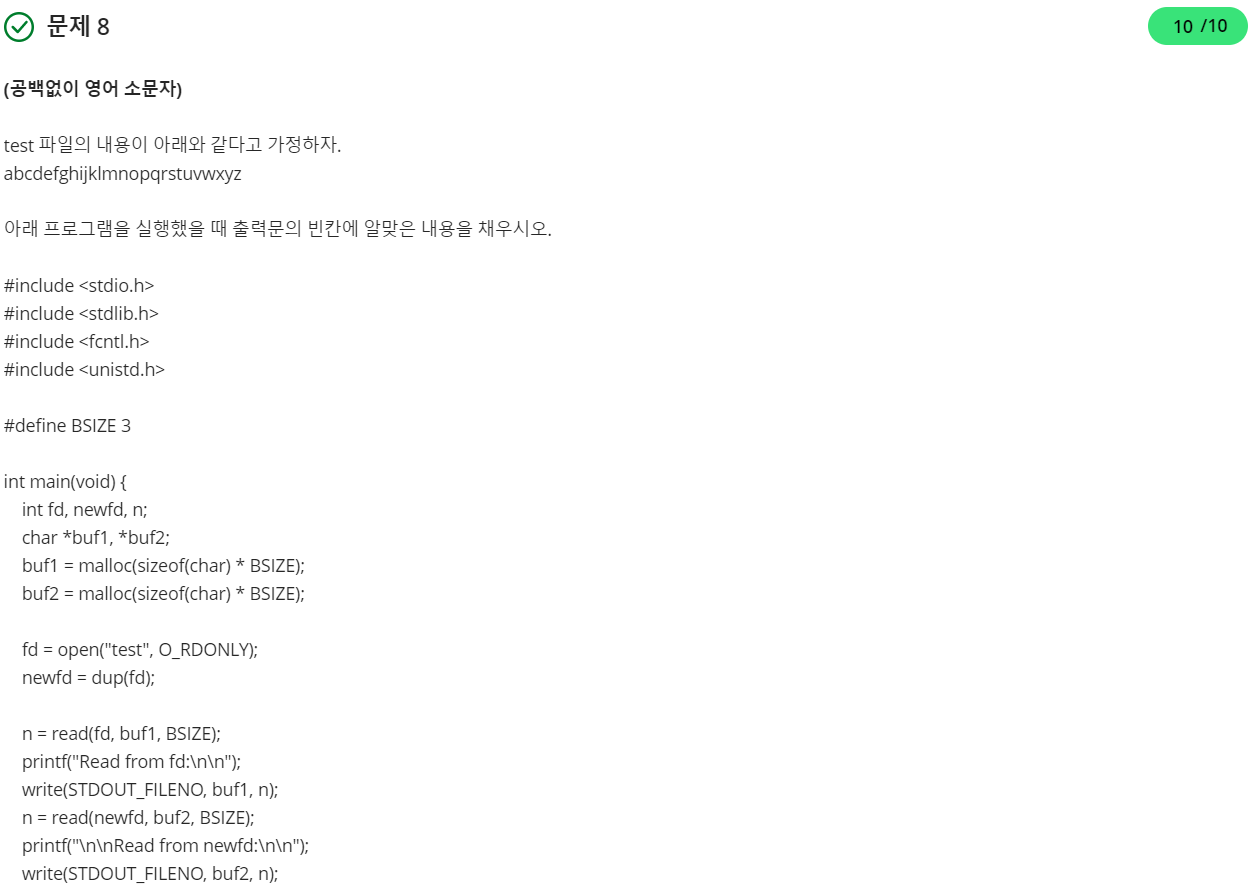 문제 8
10 /10
(공백없이 영어 소문자)
test 파일의 내용이 아래와 같다고 가정하자.
abcdefghijklmnopqrstuvwxyz
아래 프로그램을 실행했을 때 출력문의 빈칸에 알맞은 내용을 채우시오.
#include <stdio.h>
#include <stdlib.h>
#include <fcntl.h>
#include <unistd.h>
#define BSIZE 3
int main(void) {
int fd, newfd, n;
char *buf1, *buf2;
buf1 = malloc(sizeof(char) * BSIZE);
buf2 = malloc(sizeof(char) * BSIZE);
fd = open("test", O_RDONLY);
newfd = dup(fd);
n = read(fd, buf1, BSIZE);
printf("Read from fd:\n\n");
write(STDOUT_FILENO, buf1, n);
n = read(newfd, buf2, BSIZE);
printf("\n\nRead from newfd:\n\n");
write(STDOUT_FILENO, buf2, n);